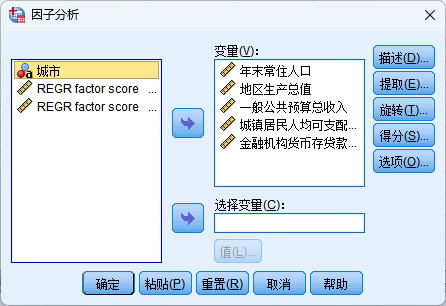 因子分析
变量(V):
城市
REGR factor score ...
REGR factor score ...
年末常住人口
地区生产总值
一般公共预算总收入
城镇居民人均可支配...
金融机构货币存贷款...
描述(D)...
提取(E)...
旋转(T)...
得分(S)...
选项(O)...
选择变量(C):
值(L)...
确定
粘贴(P)
重置(R)
取消
帮助